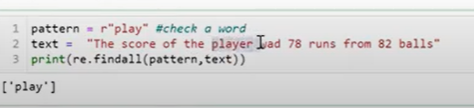 1 pattern = r"play" #check a word
2 text = "The score of the player wad 78 runs from 82 balls"
3 print(re.findall(pattern,text))
['play']